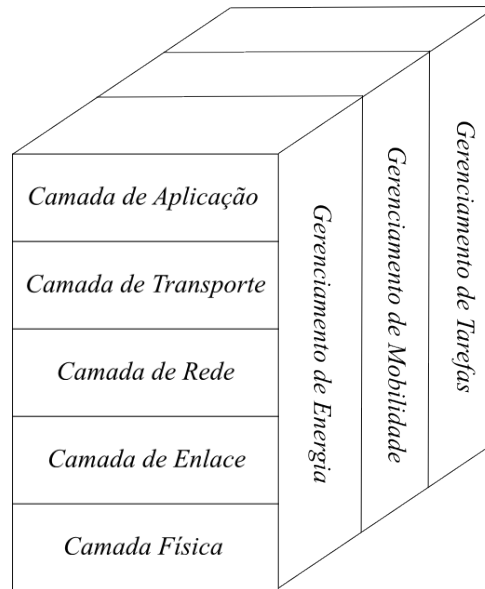 Camada de Aplicação
Camada de Transporte
Camada de Rede
Camada de Enlace
Camada Física
Gerenciamento de Energia
Gerenciamento de Mobilidade
Gerenciamento de Tarefas